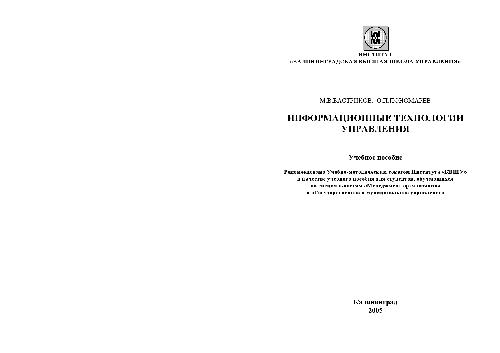 ИНСТИТУТ
«КАЛИНИНГРАДСКАЯ ВЫСШАЯ ШКОЛА УПРАВЛЕНИЯ»
М.В.ВАСТРИКОВ, О.П.ПОНОМАРЕВ
ИНФОРМАЦИОННЫЕ ТЕХНОЛОГИИ
УПРАВЛЕНИЯ
Учебное пособие
Рекомендовано Учебно-методическим советом Института «КВШУ»
в качестве учебного пособия для студентов, обучающихся
по специальностям «Менеджмент организации»
и «Государственное и муниципальное управление»
Калининград
2005